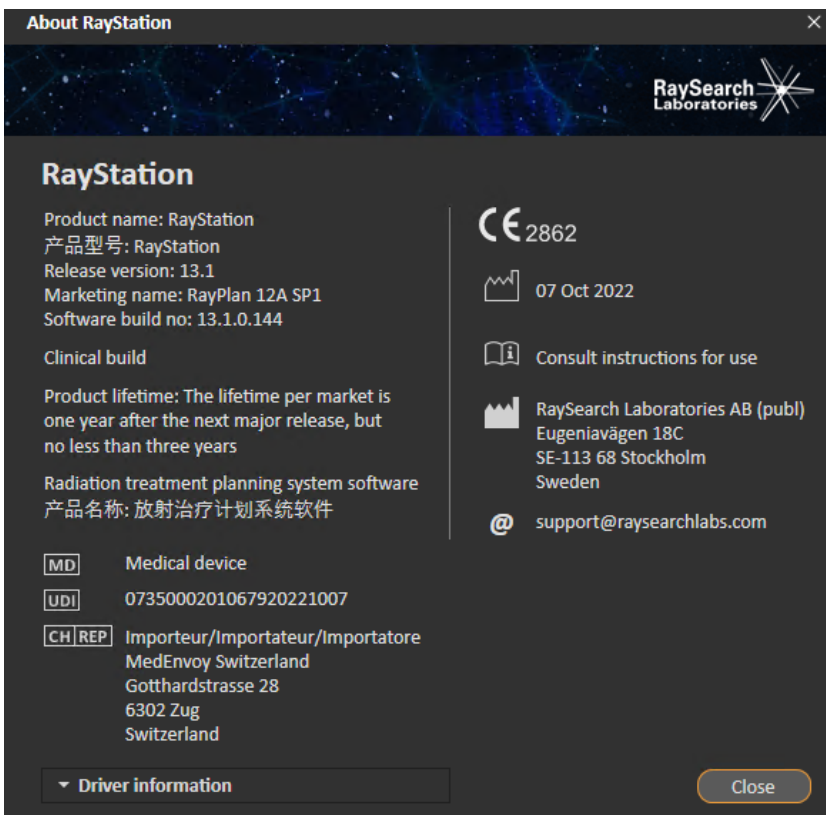 About RayStation
RaySearch
Laboratories
RayStation
Product name: RayStation
产品型号: RayStation
Release version: 13.1
Marketing name: RayPlan 12A SP1
Software build no: 13.1.0.144
Clinical build
Product lifetime: The lifetime per market is
one year after the next major release, but
no less than three years
Radiation treatment planning system software
产品名称: 放射治疗计划系统软件
CE 2862
07 Oct 2022
Consult instructions for use
RaySearch Laboratories AB (publ)
Eugeniavägen 18C
SE-113 68 Stockholm
Sweden
@ support@raysearchlabs.com
MD Medical device
UDI 0735000201067920221007
CH REP Importeur/Importateur/Importatore
MedEnvoy Switzerland
Gotthardstrasse 28
6302 Zug
Switzerland
Driver information
Close